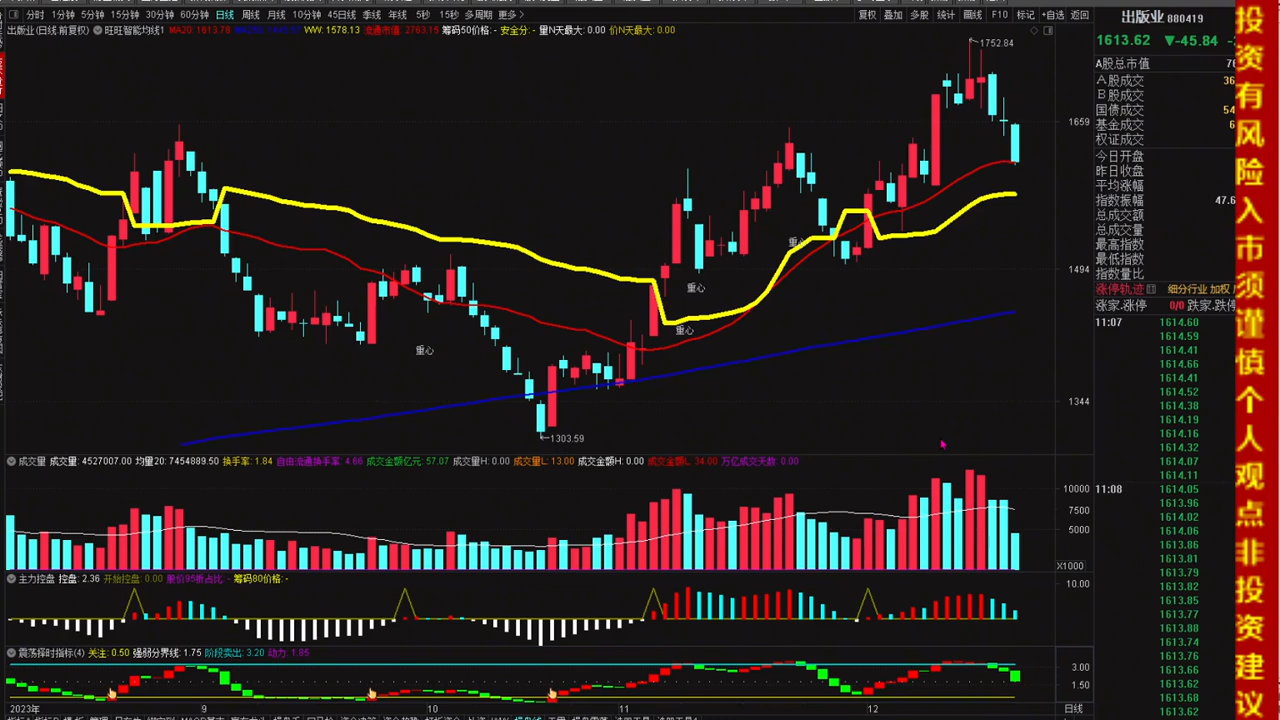 分时 1分钟 5分钟 15分钟 30分钟 60分钟 日线 周线 月线 10分钟 45日线 季线 年线 5秒 15秒 多周期 更多>
复权 叠加 多股 统计 画线 F10 标记 +自选 返回
出版业(日线.前复权) 旺旺智能均线1 MA20: 1613.78 WW: 1578.13 流通市值: 2763.15 筹码50价格: - 安全分: - 量N天最大: 0.00 价N天最大: 0.00
1752.84
1659
重心
1494
重心
重心
重心
1344
1303.59
成交量 成交量: 4527007.00 均量20: 7454889.50 换手率: 1.84 自由流通换手率: 4.66 成交金额亿元: 57.07 成交量H: 0.00 成交量L: 13.00 成交金额H: 0.00 成交金额L: 34.00 万亿成交天数: 0.00
10000
7500
5000
X1000
主力控盘 控盘: 2.36 开始控盘: 0.00 股价95折占比: - 筹码80价格: -
10.00
震荡择时指标(4) 关注: 0.50 强弱分界线: 1.75 阶段卖出: 3.20 动力: 1.85
3.00
1.50
2023年 9 10 11 12 日线
出版业 880419
1613.62 ▼-45.84
A股总市值
A股成交
B股成交
国债成交
基金成交
权证成交
今日开盘
昨日收盘
平均涨幅
指数振幅 47.6
总成交额
总成交量
最高指数
最低指数
指数量比
涨停轨迹 细分行业 加权
涨家.涨停 0/0 跌家.跌停
11:07 1614.60
1614.59
1614.41
1614.66
1614.41
1614.52
1614.38
1614.19
1614.16
1614.07
1614.11
11:08 1614.05
1613.96
1614.02
1614.06
1613.86
1613.81
1613.79
1613.82
1613.85
1613.77
1613.88
1613.74
1613.76
1613.66
1613.63
1613.68
1613.62
投资有风险入市须谨慎个人观点非投资建议